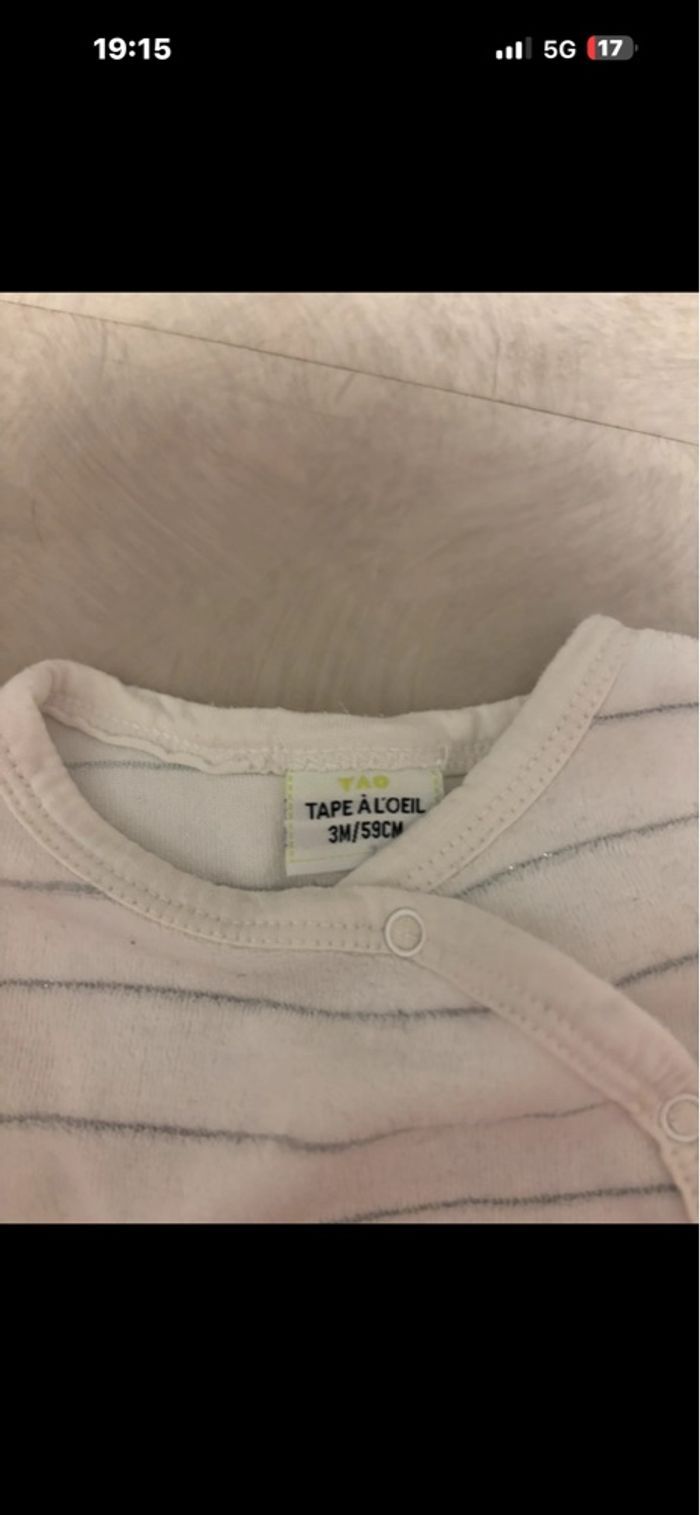 19:15 5G 17
TAO
TAPE À L'OEIL
3M/59CM